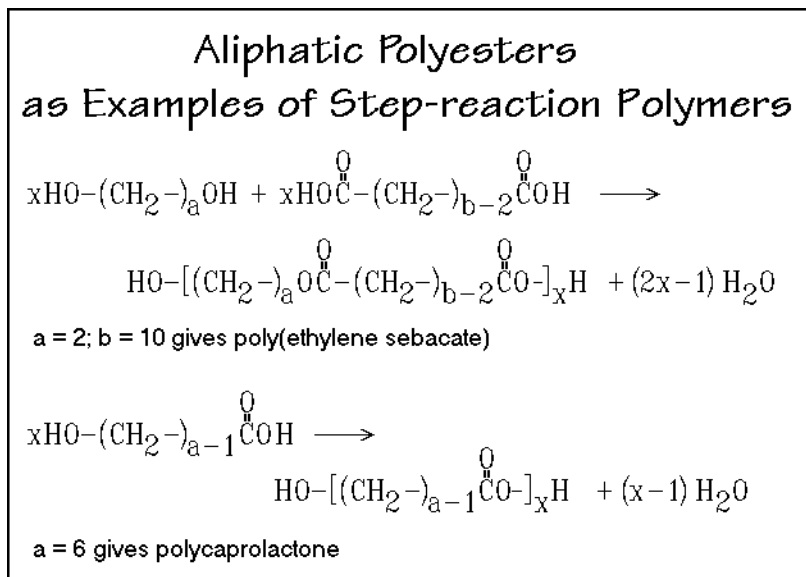 Aliphatic Polyesters
as Examples of Step-reaction Polymers
O O O
xHO-(CH2-)aOH + xHOC-(CH2-)b-2COH ⟶
O O
HO-[(CH2-)aOC-(CH2-)b-2CO-]xH + (2x-1) H2O
a = 2; b = 10 gives poly(ethylene sebacate)
O
xHO-(CH2-)a-1COH ⟶
O
HO-[(CH2-)a-1CO-]xH + (x-1) H2O
a = 6 gives polycaprolactone